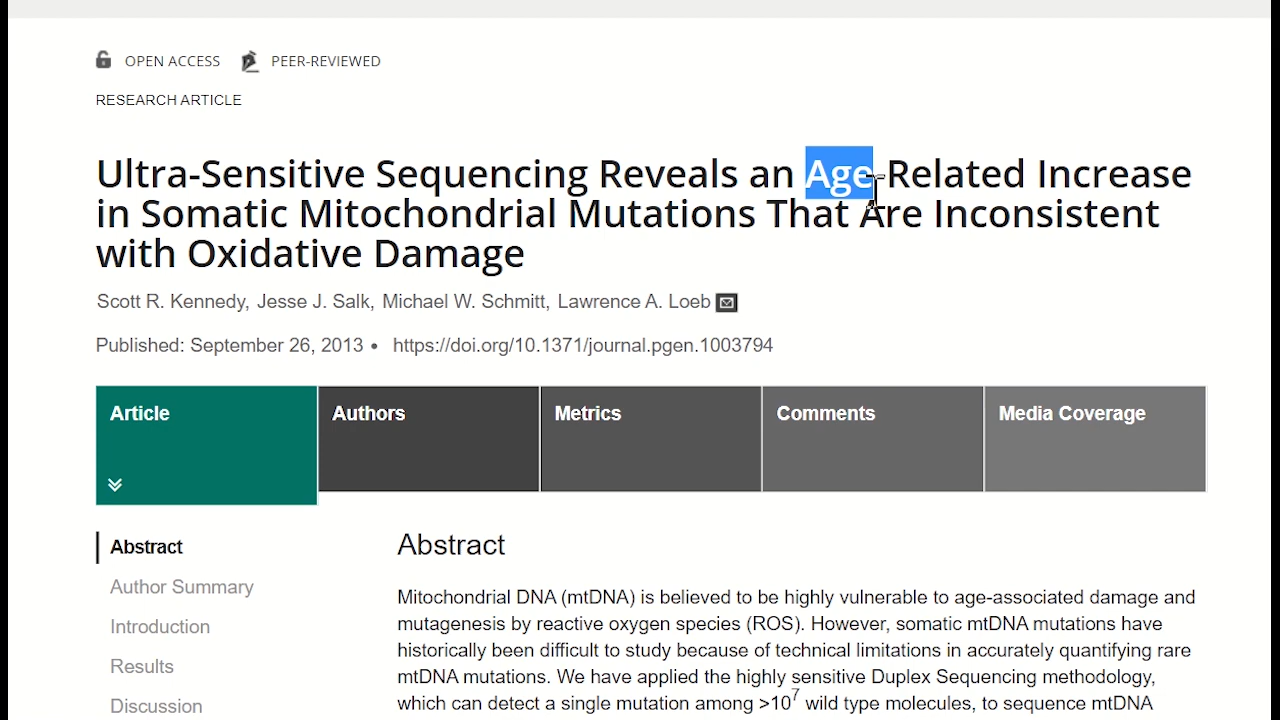 OPEN ACCESS PEER-REVIEWED
RESEARCH ARTICLE
Ultra-Sensitive Sequencing Reveals an Age-Related Increase
in Somatic Mitochondrial Mutations That Are Inconsistent
with Oxidative Damage
Scott R. Kennedy, Jesse J. Salk, Michael W. Schmitt, Lawrence A. Loeb
Published: September 26, 2013 • https://doi.org/10.1371/journal.pgen.1003794
Article Authors Metrics Comments Media Coverage
Abstract
Author Summary
Introduction
Results
Discussion
Abstract
Mitochondrial DNA (mtDNA) is believed to be highly vulnerable to age-associated damage and
mutagenesis by reactive oxygen species (ROS). However, somatic mtDNA mutations have
historically been difficult to study because of technical limitations in accurately quantifying rare
mtDNA mutations. We have applied the highly sensitive Duplex Sequencing methodology,
which can detect a single mutation among >10⁷ wild type molecules, to sequence mtDNA